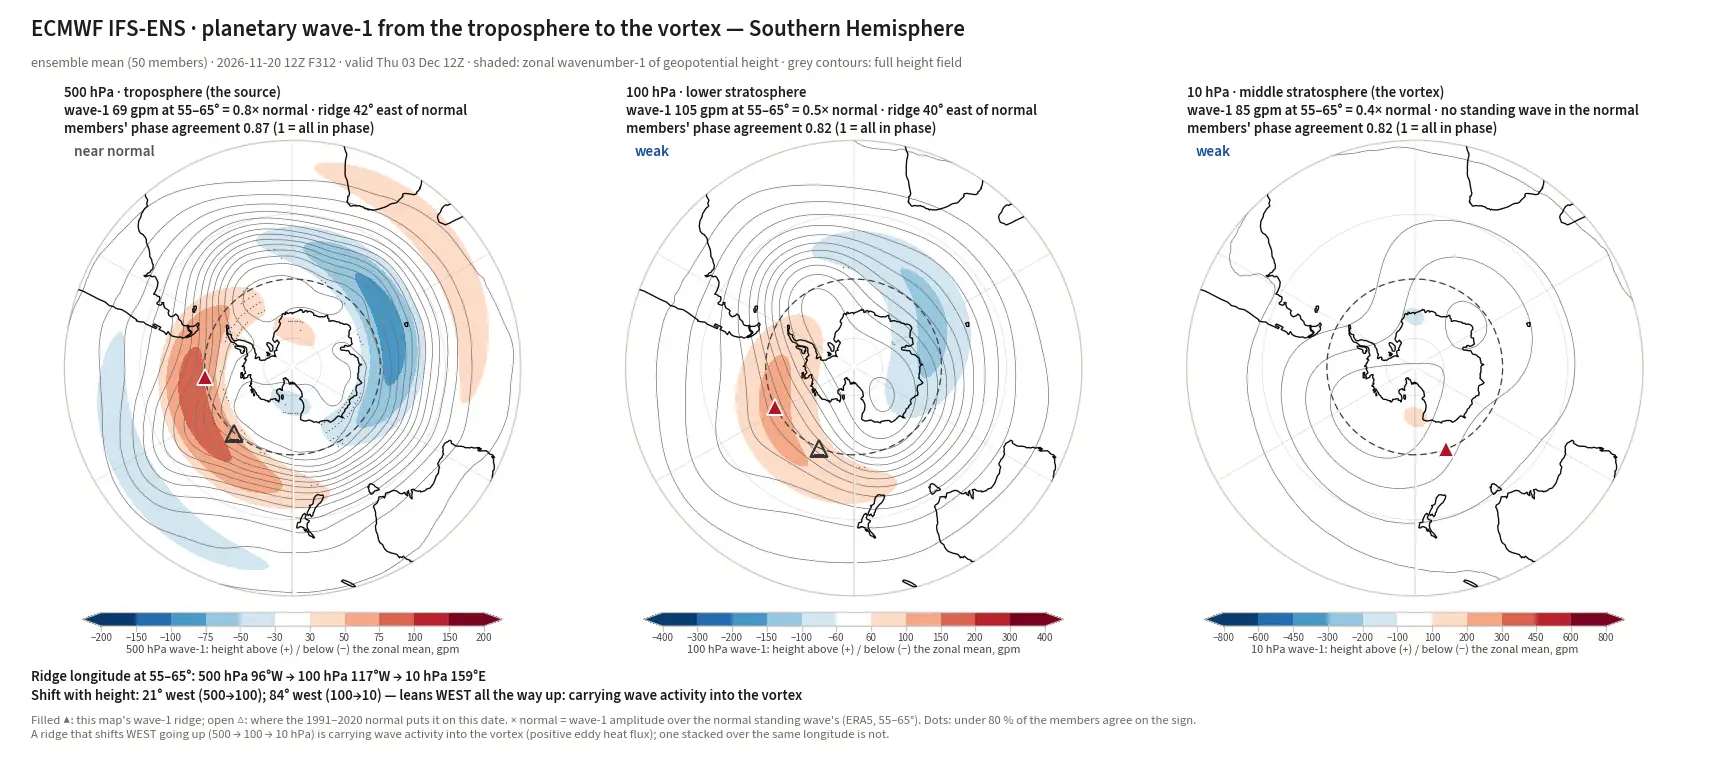 ECMWF IFS-ENS · planetary wave-1 from the troposphere to the vortex — Southern Hemisphere
ensemble mean (50 members) · 2026-11-20 12Z F312 · valid Thu 03 Dec 12Z · shaded: zonal wavenumber-1 of geopotential height · grey contours: full height field
500 hPa · troposphere (the source)
wave-1 69 gpm at 55–65° = 0.8× normal · ridge 42° east of normal
members' phase agreement 0.87 (1 = all in phase)
near normal
100 hPa · lower stratosphere
wave-1 105 gpm at 55–65° = 0.5× normal · ridge 40° east of normal
members' phase agreement 0.82 (1 = all in phase)
weak
10 hPa · middle stratosphere (the vortex)
wave-1 85 gpm at 55–65° = 0.4× normal · no standing wave in the normal
members' phase agreement 0.82 (1 = all in phase)
weak
−200 −150 −100 −75 −50 −30 30 50 75 100 150 200
500 hPa wave-1: height above (+) / below (−) the zonal mean, gpm
−400 −300 −200 −150 −100 −60 60 100 150 200 300 400
100 hPa wave-1: height above (+) / below (−) the zonal mean, gpm
−800 −600 −450 −300 −200 −100 100 200 300 450 600 800
10 hPa wave-1: height above (+) / below (−) the zonal mean, gpm
Ridge longitude at 55–65°: 500 hPa 96°W → 100 hPa 117°W → 10 hPa 159°E
Shift with height: 21° west (500→100); 84° west (100→10) — leans WEST all the way up: carrying wave activity into the vortex
Filled ▲: this map's wave-1 ridge; open △: where the 1991–2020 normal puts it on this date. × normal = wave-1 amplitude over the normal standing wave's (ERA5, 55–65°). Dots: under 80 % of the members agree on the sign.
A ridge that shifts WEST going up (500 → 100 → 10 hPa) is carrying wave activity into the vortex (positive eddy heat flux); one stacked over the same longitude is not.